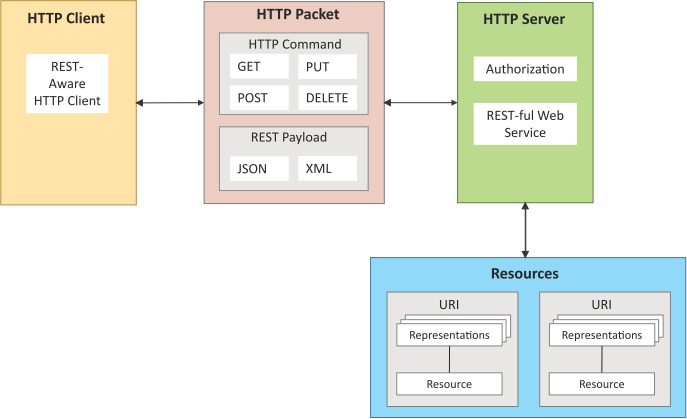 HTTP Client
REST-
Aware
HTTP Client
HTTP Packet
HTTP Command
GET
PUT
POST
DELETE
REST Payload
JSON
XML
HTTP Server
Authorization
REST-ful Web
Service
Resources
URI
Representations
Resource
URI
Representations
Resource